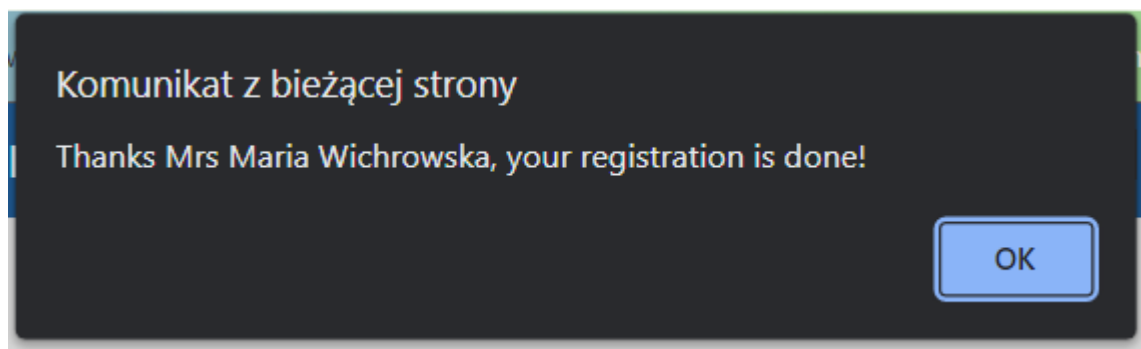 Komunikat z bieżącej strony
Thanks Mrs Maria Wichrowska, your registration is done!
OK